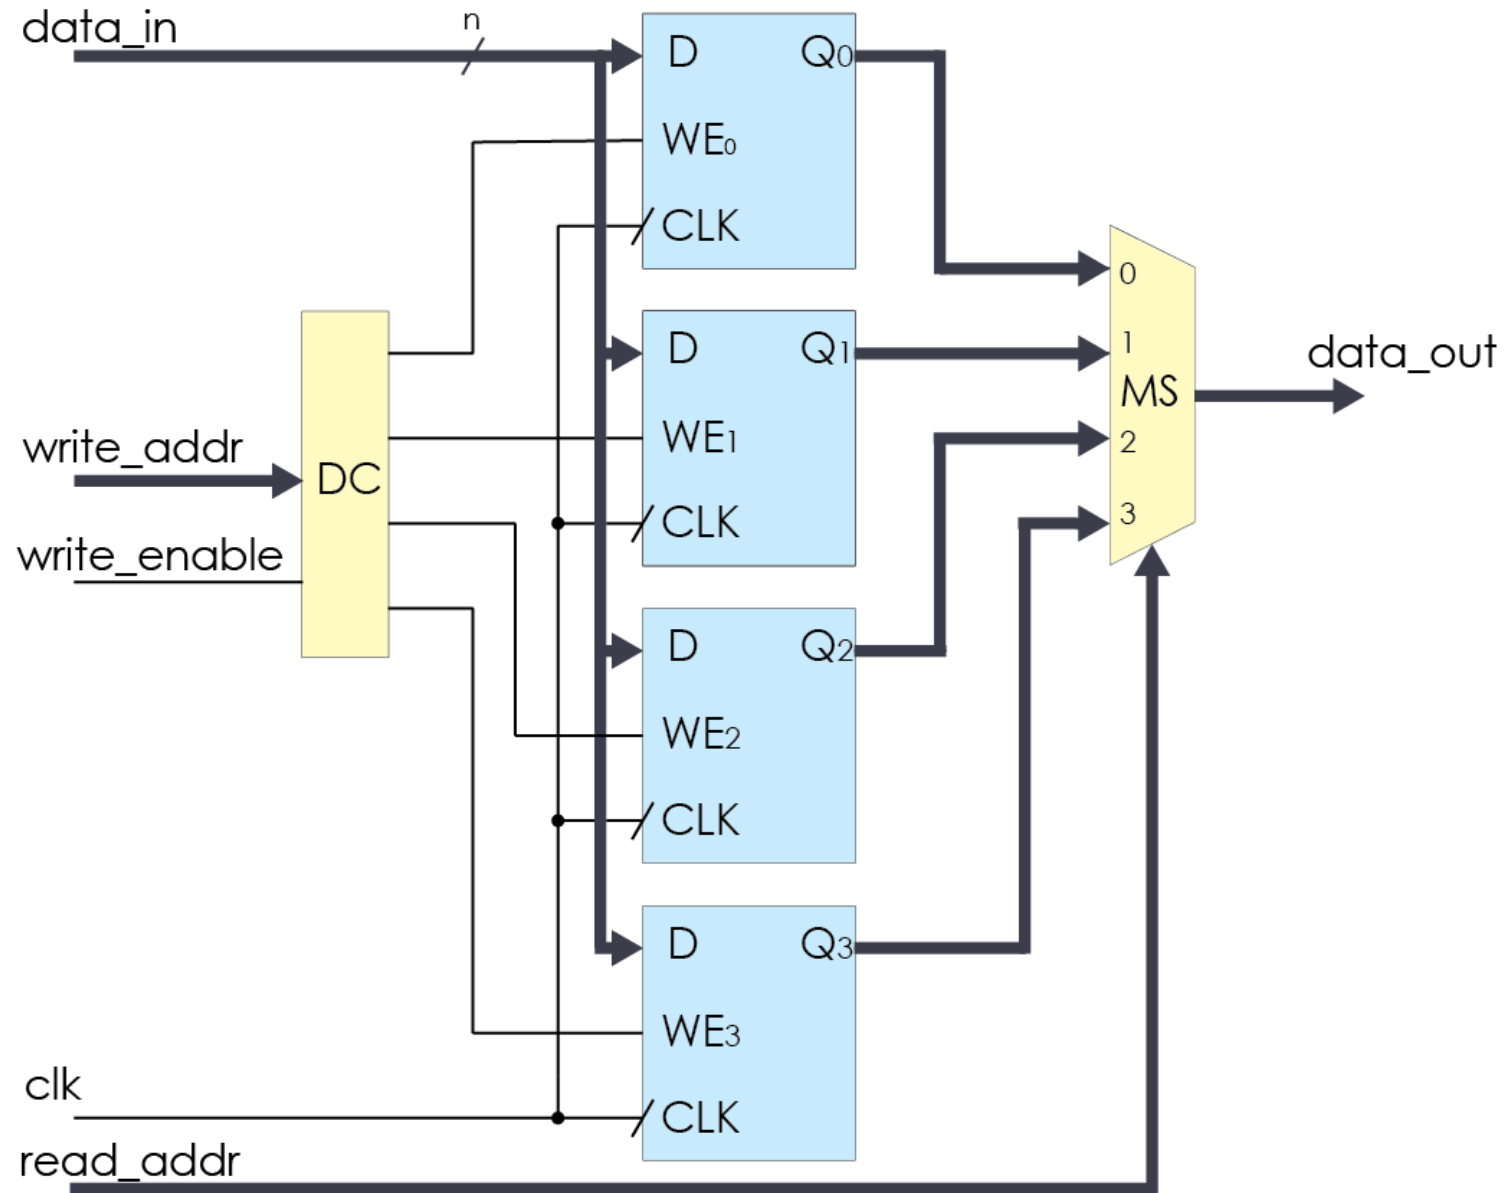 data_in
n
D Q0
WE0
CLK
D Q1
WE1
CLK
D Q2
WE2
CLK
D Q3
WE3
CLK
write_addr
DC
write_enable
clk
read_addr
0
1
MS
2
3
data_out